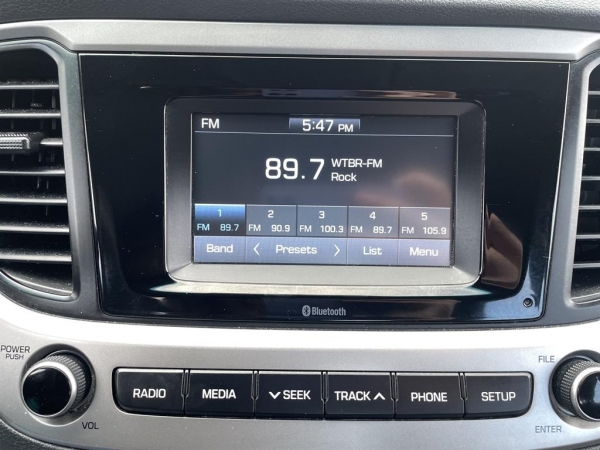 FM 5:47 PM
89.7 WTBR-FM
Rock
1 2 3 4 5
FM 89.7 FM 90.9 FM 100.3 FM 89.7 FM 105.9
Band < Presets > List Menu
Bluetooth
POWER
PUSH
VOL
RADIO MEDIA SEEK TRACK PHONE SETUP
FILE
ENTER